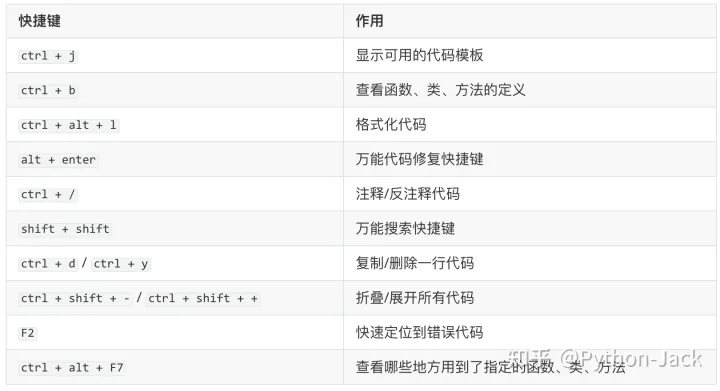 快捷键 作用
ctrl + j 显示可用的代码模板
ctrl + b 查看函数、类、方法的定义
ctrl + alt + l 格式化代码
alt + enter 万能代码修复快捷键
ctrl + / 注释/反注释代码
shift + shift 万能搜索快捷键
ctrl + d / ctrl + y 复制/删除一行代码
ctrl + shift + - / ctrl + shift + + 折叠/展开所有代码
F2 快速定位到错误代码
知乎 @Python-Jack
ctrl + alt + F7 查看哪些地方用到了指定的函数、类、方法